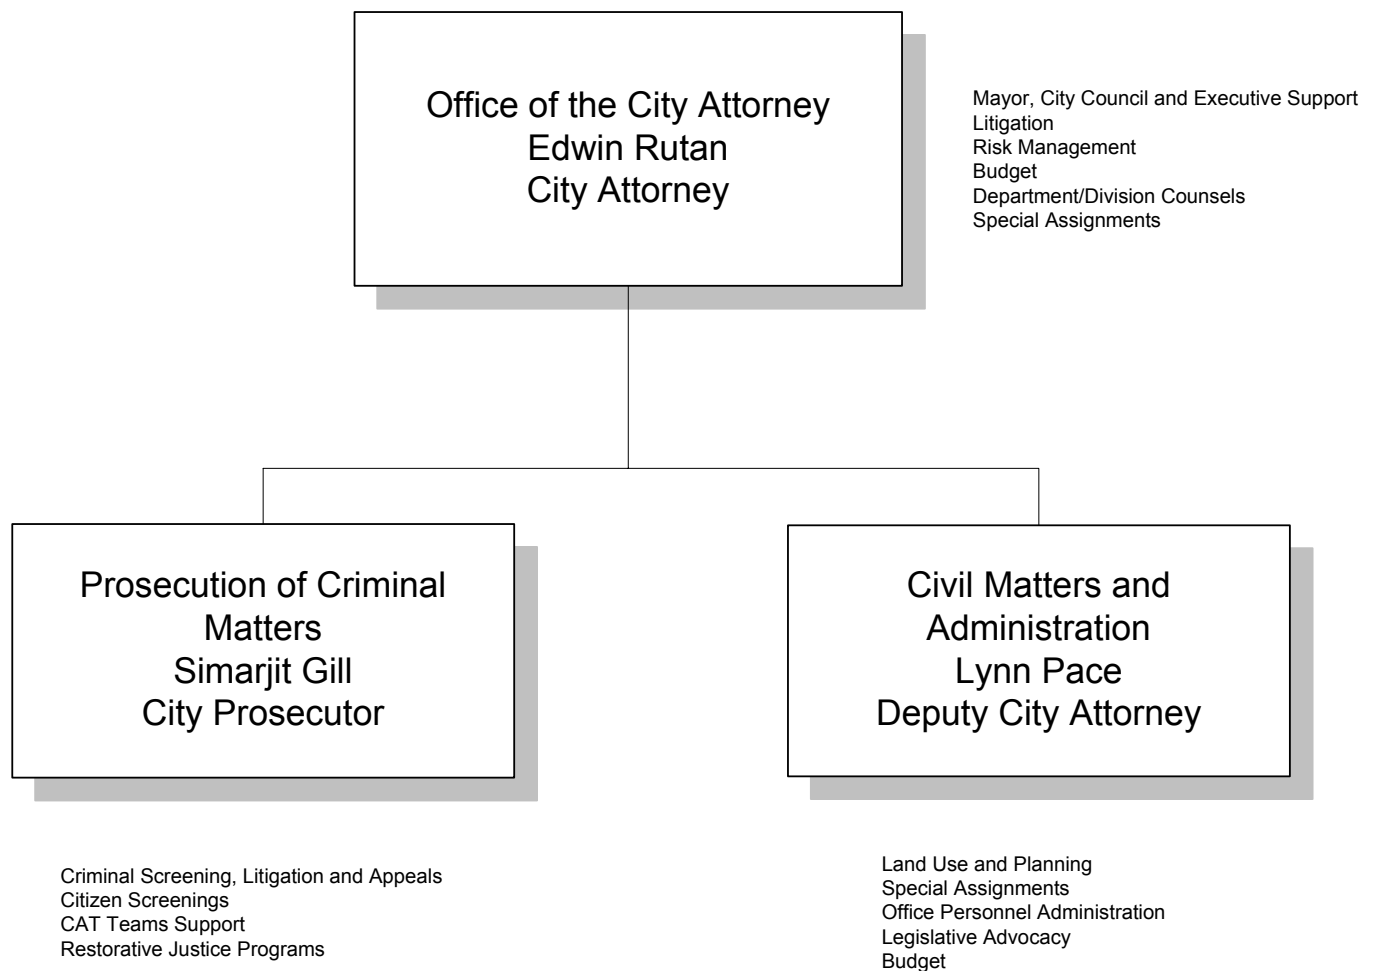 Office of the City Attorney
Edwin Rutan
City Attorney
Mayor, City Council and Executive Support
Litigation
Risk Management
Budget
Department/Division Counsels
Special Assignments
Prosecution of Criminal
Matters
Simarjit Gill
City Prosecutor
Civil Matters and
Administration
Lynn Pace
Deputy City Attorney
Criminal Screening, Litigation and Appeals
Citizen Screenings
CAT Teams Support
Restorative Justice Programs
Land Use and Planning
Special Assignments
Office Personnel Administration
Legislative Advocacy
Budget